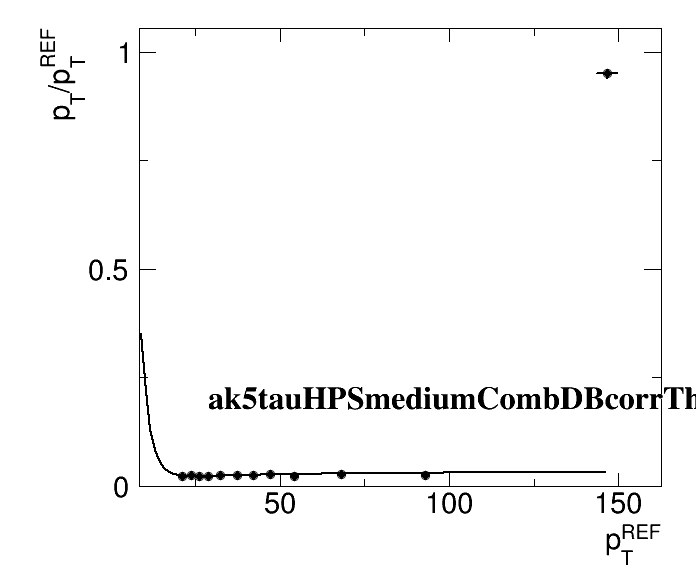 1
p_T/p_T^REF
0.5
ak5tauHPSmediumCombDBcorrTh
0
50 100 150
p_T^REF